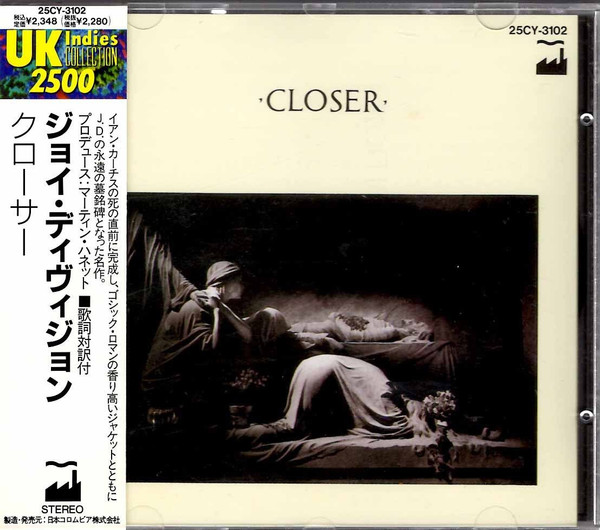 25CY-3102
税込定価¥2,348 (税抜価格¥2,280)
UK Indies
COLLECTION
2500
ジョイ・ディヴィジョン
クローサー
イアン・カーチスの死の直前に完成し、ゴシック・ロマンの香り高いジャケットとともに
J.D.の永遠の墓銘碑となった名作。
プロデュース:マーティン・ハネット ■歌詞対訳付
STEREO
製造・発売元:日本コロムビア株式会社
25CY-3102
CLOSER